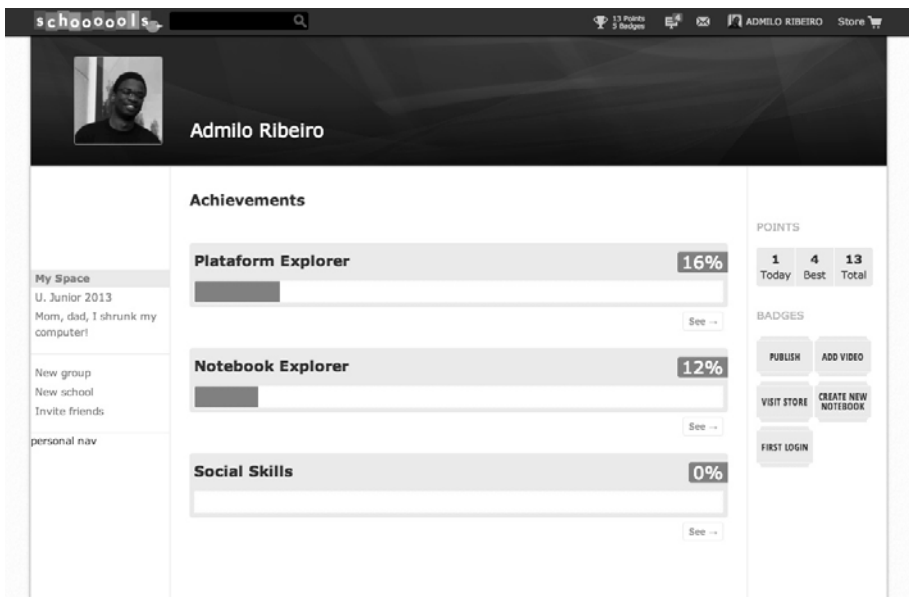 schoooools
13 Points
5 Badges
4
ADMILO RIBEIRO
Store
Admilo Ribeiro
My Space
U. Junior 2013
Mom, dad, I shrunk my
computer!
New group
New school
Invite friends
personal nav
Achievements
Plataform Explorer
16%
See →
Notebook Explorer
12%
See →
Social Skills
0%
See →
POINTS
1 4 13
Today Best Total
BADGES
PUBLISH
ADD VIDEO
VISIT STORE
CREATE NEW
NOTEBOOK
FIRST LOGIN